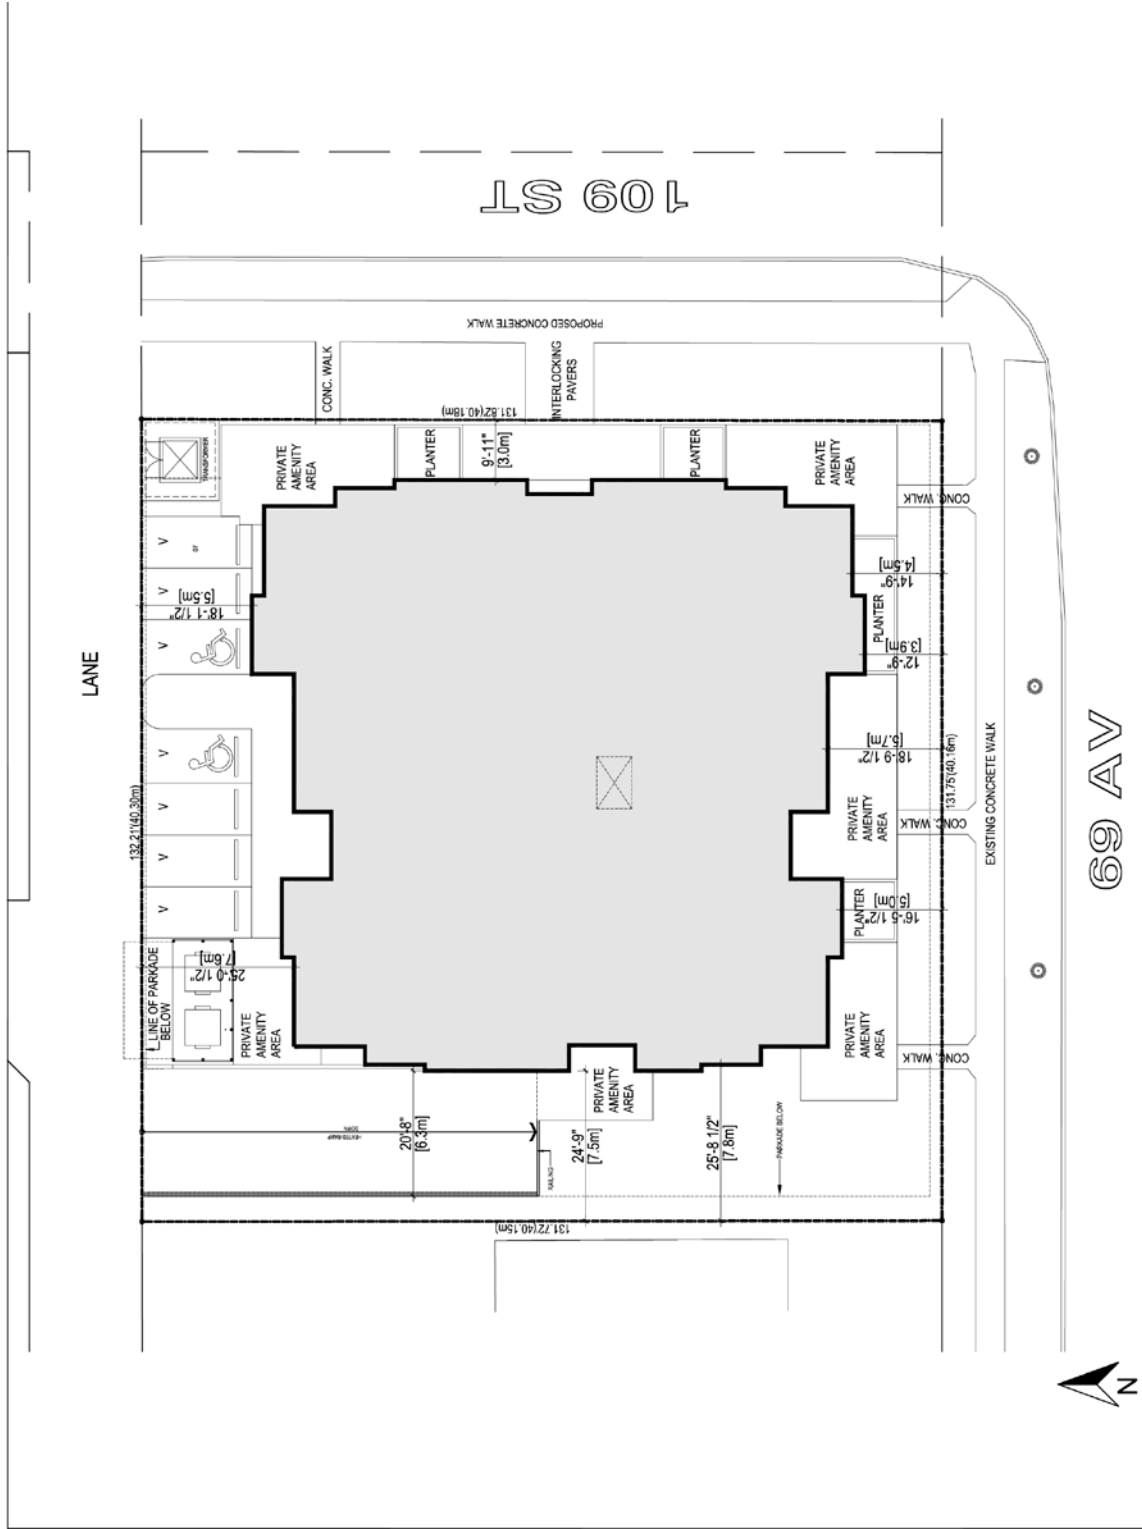 109 ST
PROPOSED CONCRETE WALK
CONC. WALK
INTERLOCKING
PAVERS
131.82'(40.18m)
TRANSFORMER
PRIVATE
AMENITY
AREA
PLANTER
9'-11"
[3.0m]
PLANTER
PRIVATE
AMENITY
AREA
CONC. WALK
V
V
18'-1 1/2"
[5.5m]
V
14'-9"
[4.5m]
PLANTER
12'-9"
[3.9m]
LANE
V
V
V
V
132.21'(40.30m)
18'-9 1/2"
[5.7m]
131.75'(40.16m)
EXISTING CONCRETE WALK
69 AV
PRIVATE
AMENITY
AREA
CONC. WALK
PLANTER
16'-5 1/2"
[5.0m]
LINE OF PARKADE
BELOW
25'-0 1/2"
[7.6m]
PRIVATE
AMENITY
AREA
PRIVATE
AMENITY
AREA
CONC. WALK
PRIVATE
AMENITY
AREA
HEATED RAMP
DOWN
20'-8"
[6.3m]
RAILING
24'-9"
[7.5m]
25'-8 1/2"
[7.8m]
PARKADE BELOW
131.72'(40.15m)
N